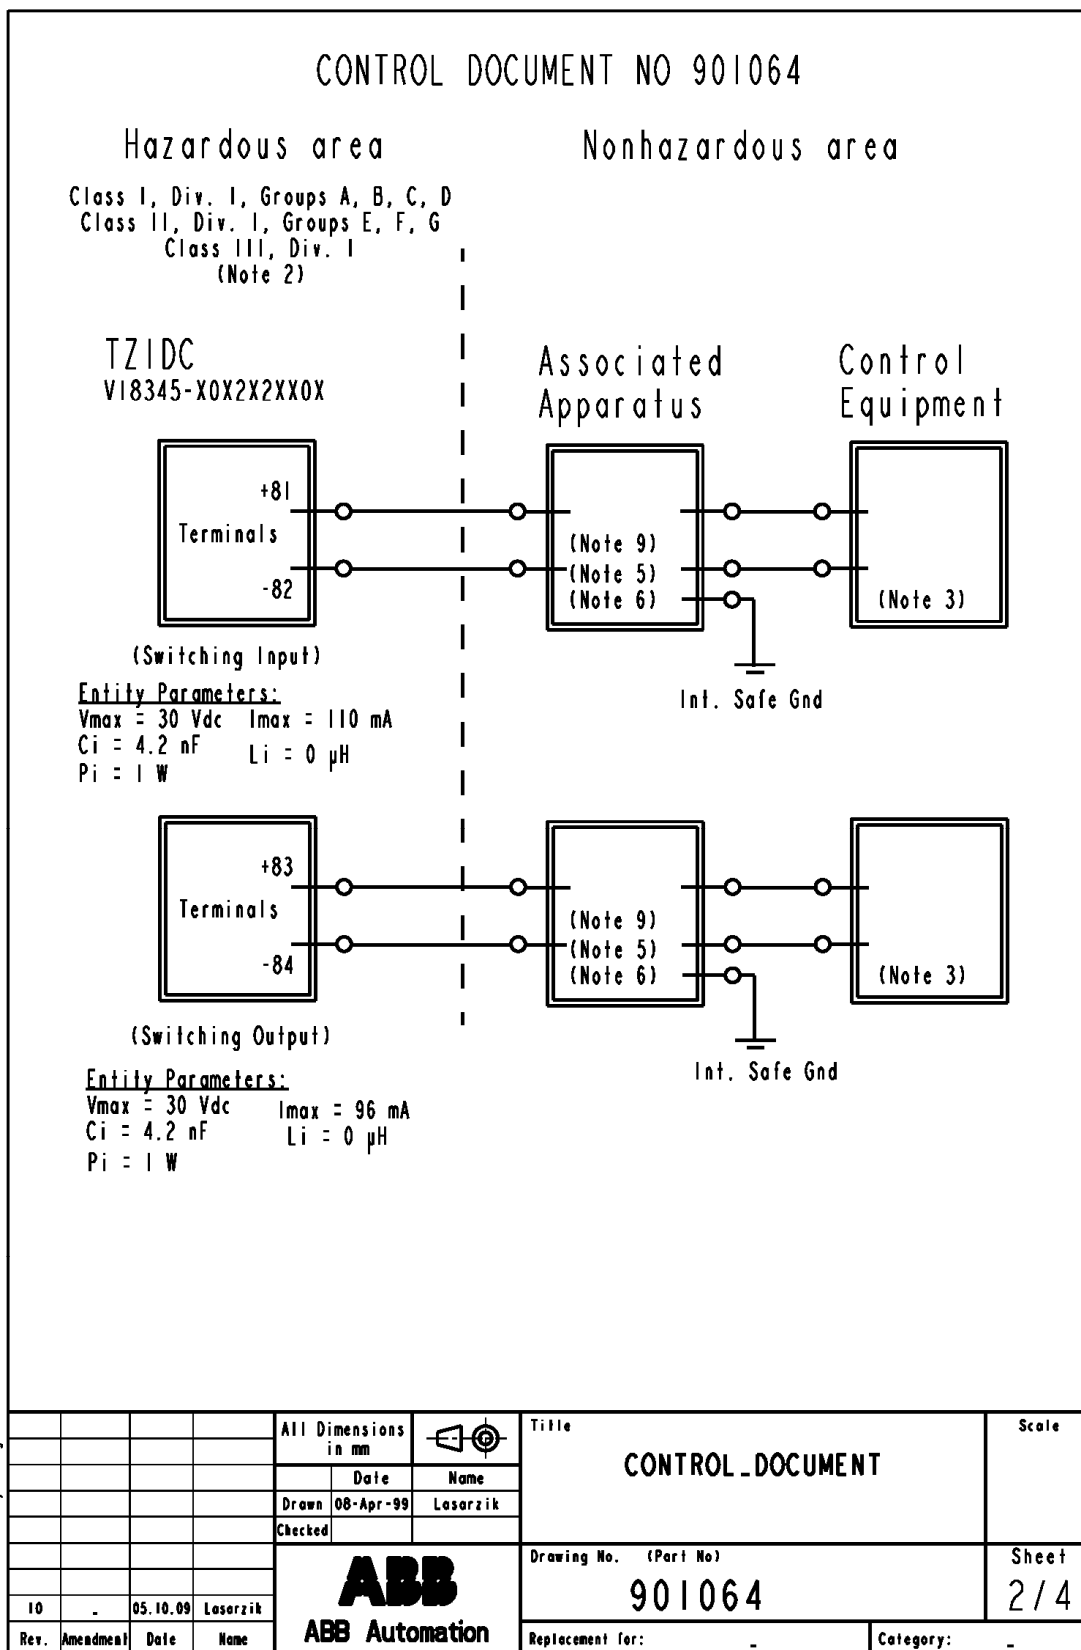 CONTROL DOCUMENT NO 901064
Hazardous area
Nonhazardous area
Class I, Div. I, Groups A, B, C, D
Class II, Div. I, Groups E, F, G
Class III, Div. I
(Note 2)
TZIDC
V18345-X0X2X2XX0X
Associated
Apparatus
Control
Equipment
+81
Terminals
-82
(Note 9)
(Note 5)
(Note 6)
(Note 3)
(Switching Input)
Int. Safe Gnd
Entity Parameters:
Vmax = 30 Vdc Imax = 110 mA
Ci = 4.2 nF Li = 0 µH
Pi = 1 W
+83
Terminals
-84
(Note 9)
(Note 5)
(Note 6)
(Note 3)
(Switching Output)
Int. Safe Gnd
Entity Parameters:
Vmax = 30 Vdc Imax = 96 mA
Ci = 4.2 nF Li = 0 µH
Pi = 1 W
All Dimensions
in mm
Title
Scale
CONTROL_DOCUMENT
Date Name
Drawn 08-Apr-99 Lasarzik
Checked
ABB
ABB Automation
Drawing No. (Part No)
901064
Sheet
2/4
10 - 05.10.09 Lasarzik
Rev. Amendment Date Name
Replacement for: -
Category: -